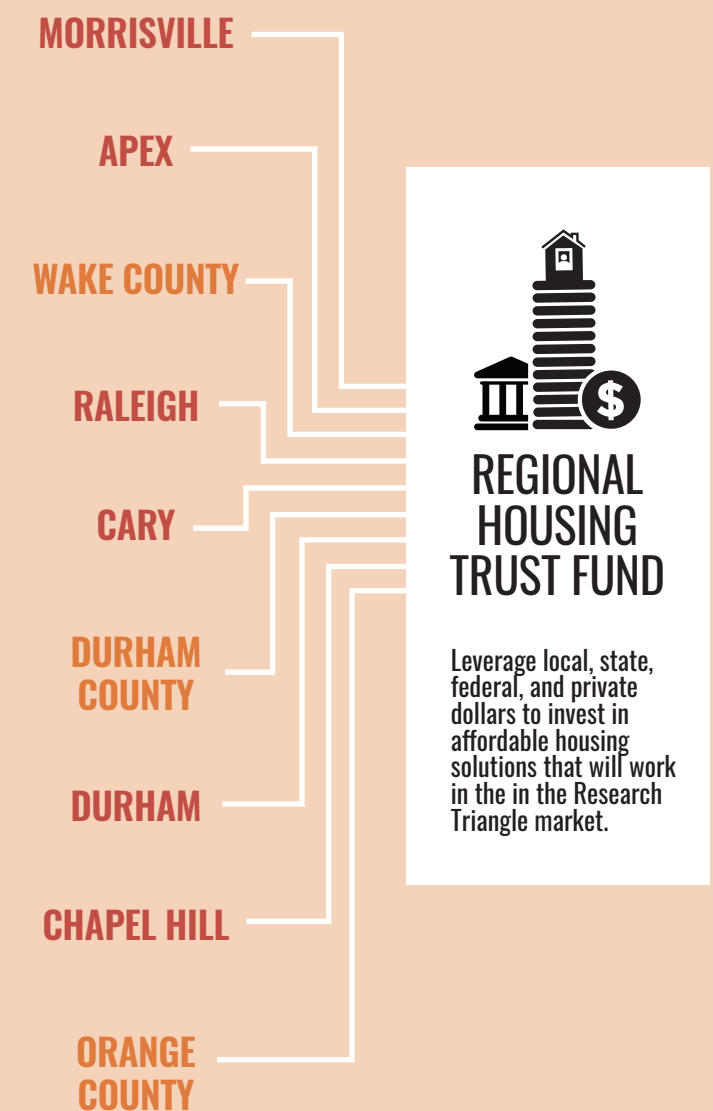 MORRISVILLE
APEX
WAKE COUNTY
RALEIGH
CARY
DURHAM
COUNTY
DURHAM
CHAPEL HILL
ORANGE
COUNTY
$
REGIONAL
HOUSING
TRUST FUND
Leverage local, state,
federal, and private
dollars to invest in
affordable housing
solutions that will work
in the in the Research
Triangle market.